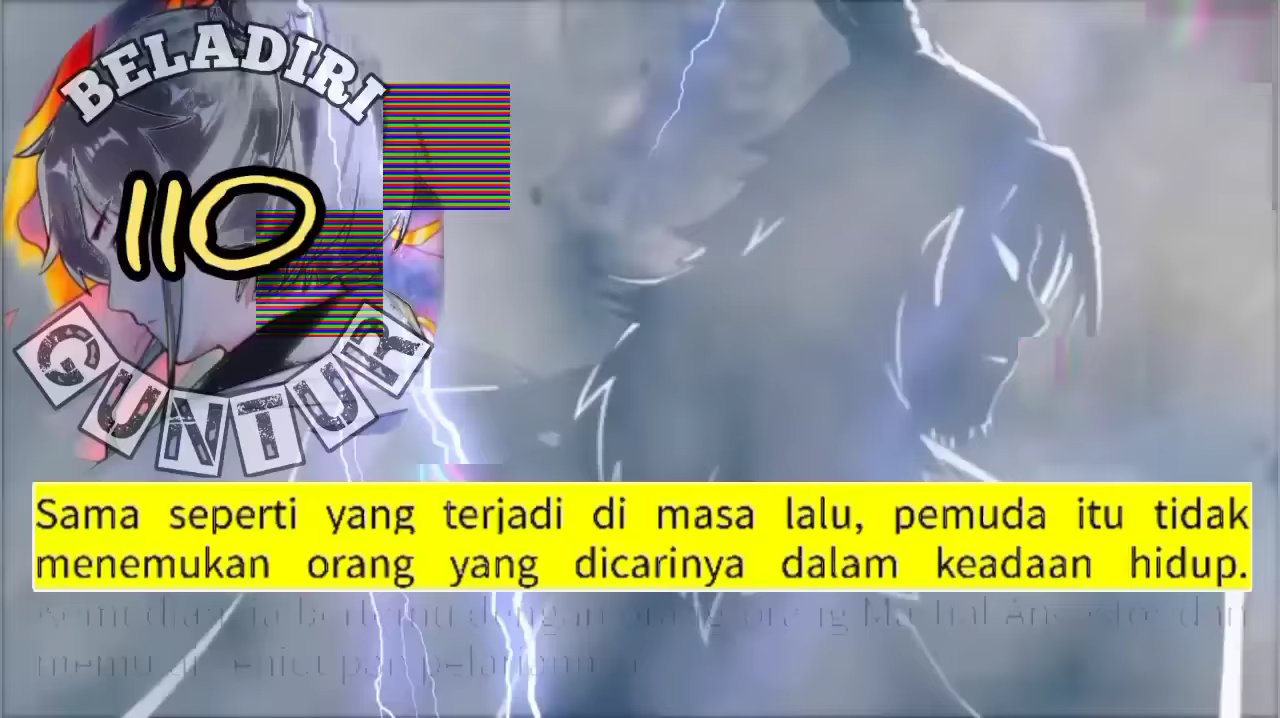 BELADIRI
110
GUNTUR
Sama seperti yang terjadi di masa lalu, pemuda itu tidak
menemukan orang yang dicarinya dalam keadaan hidup.
dengan